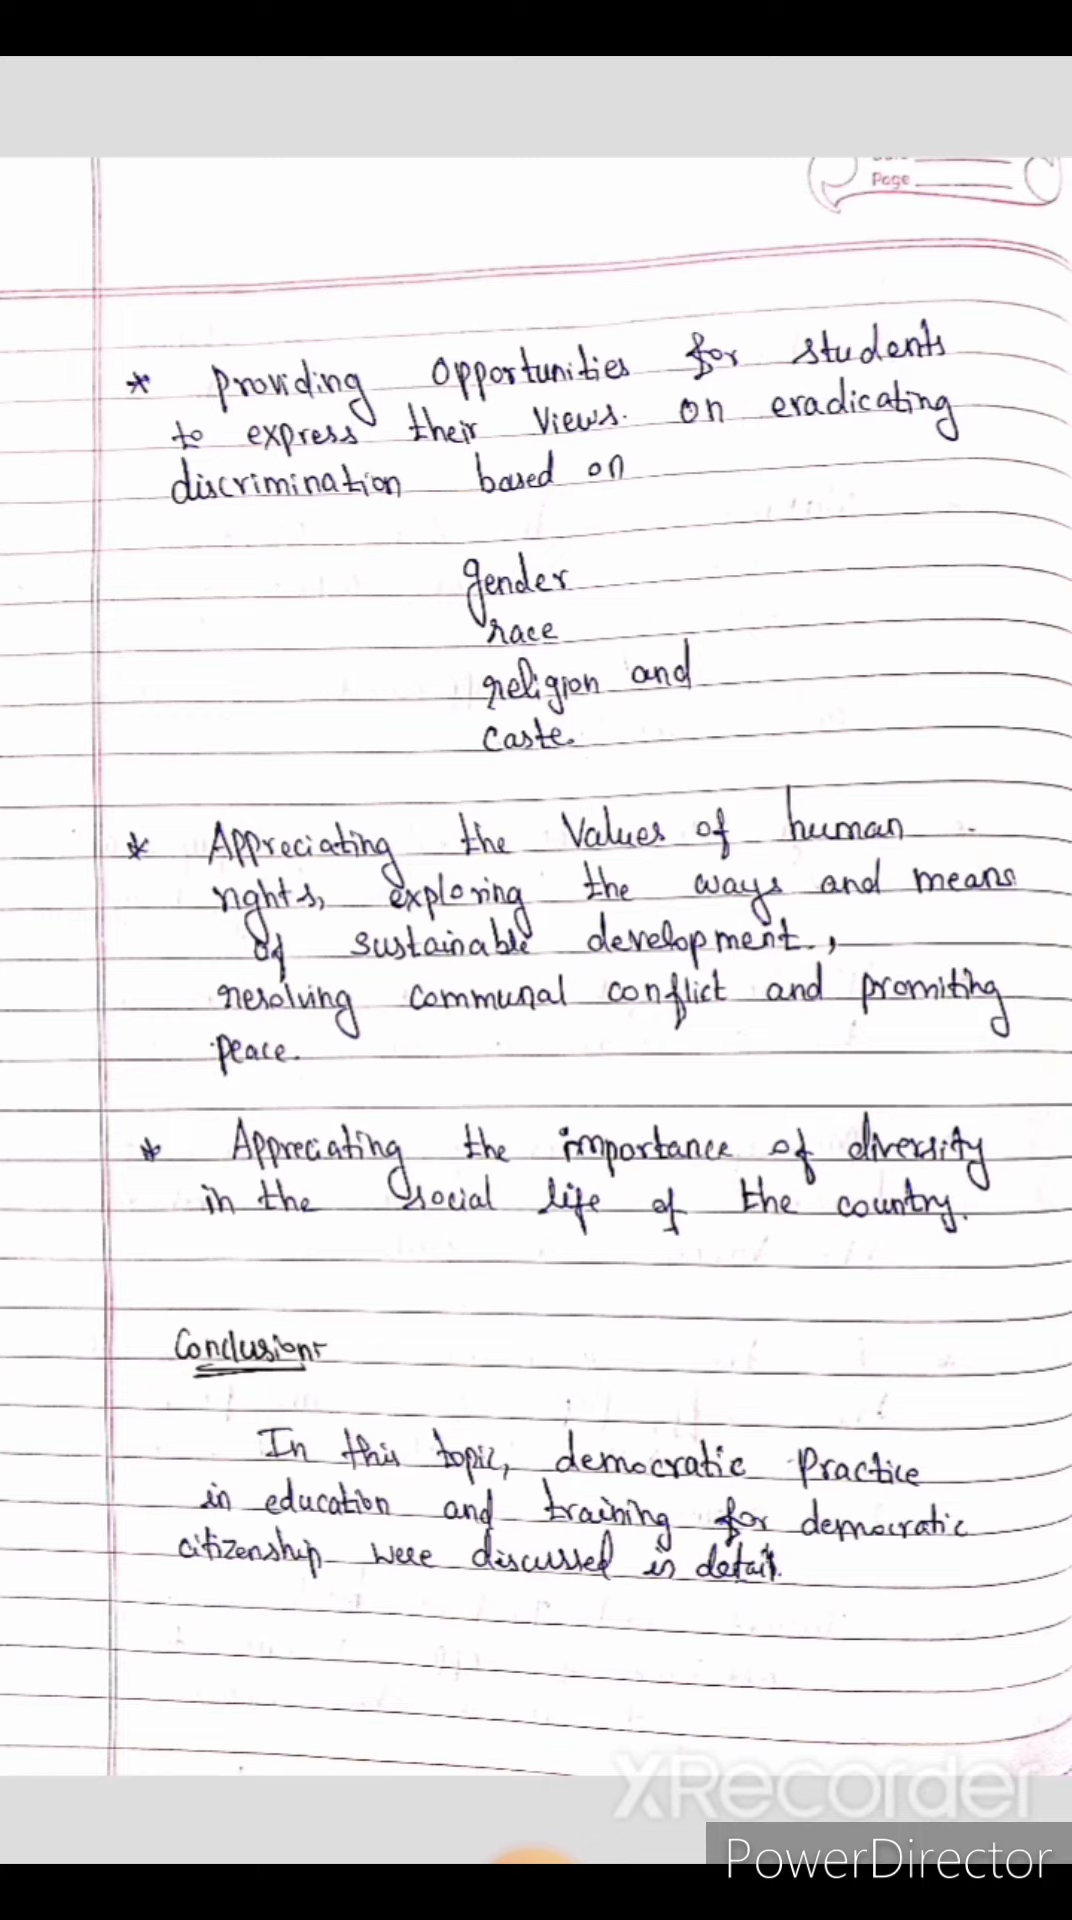 Page
* Providing opportunities for students
to express their views. on eradicating
discrimination based on
gender
race
religion and
caste.
* Appreciating the values of human
rights, exploring the ways and means
of sustainable development.,
resolving communal conflict and promiting
peace.
* Appreciating the importance of diversity
in the social life of the country.
Conclusion:-
In this topic, democratic practice
in education and training for democratic
citizenship were discussed in detail.
XRecorder
PowerDirector